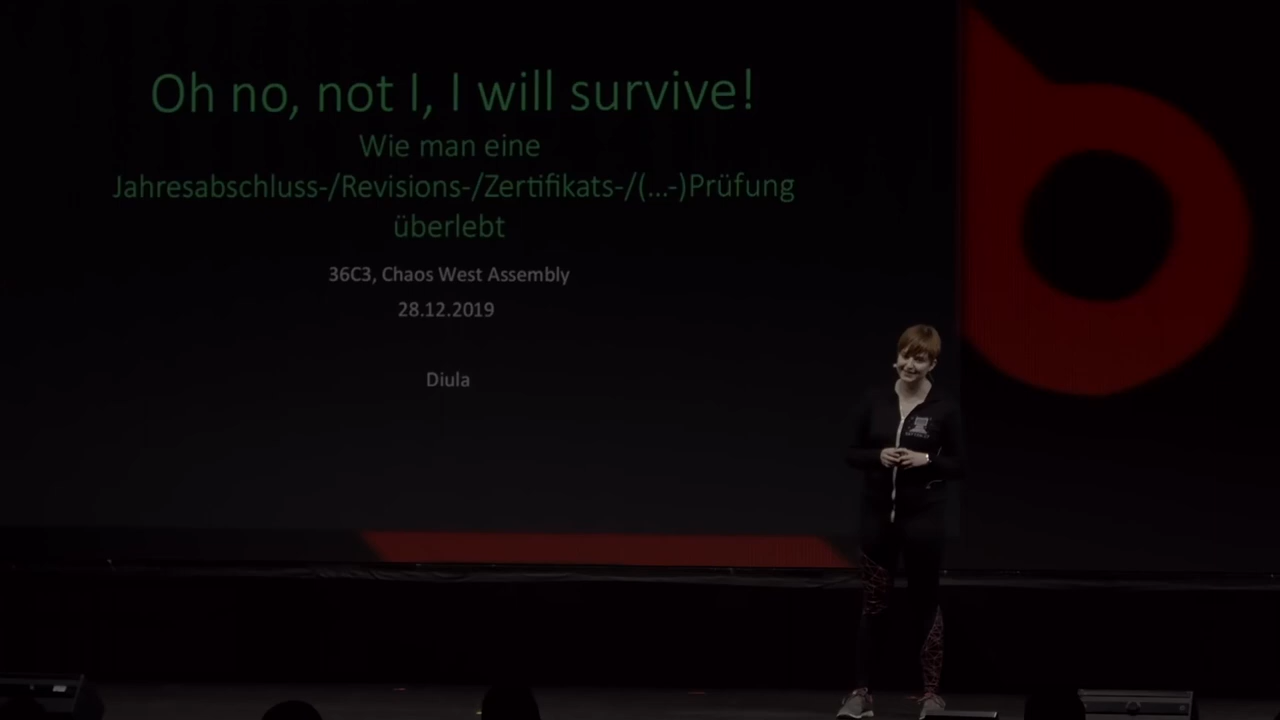 Oh no, not I, I will survive!
Wie man eine
Jahresabschluss-/Revisions-/Zertifikats-/(...-)Prüfung
überlebt
36C3, Chaos West Assembly
28.12.2019
Diula